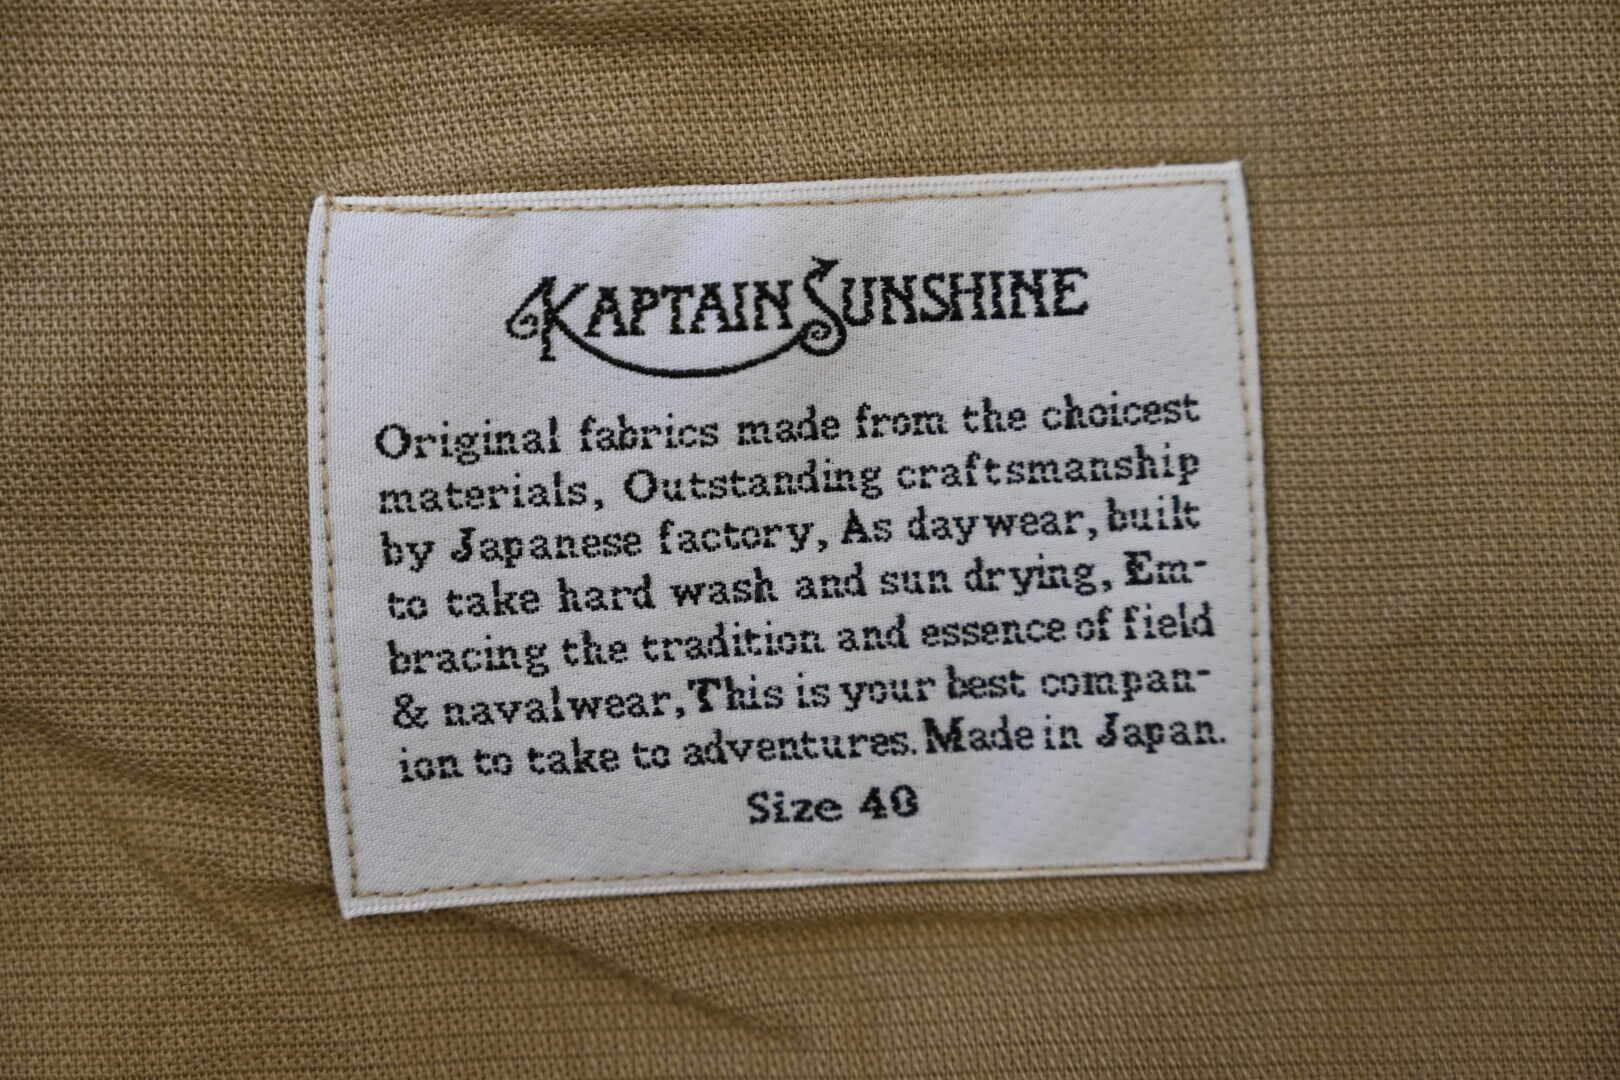 KAPTAIN SUNSHINE
Original fabrics made from the choicest
materials, Outstanding craftsmanship
by Japanese factory, As daywear, built
to take hard wash and sun drying, Em-
bracing the tradition and essence of field
& navalwear, This is your best compan-
ion to take to adventures. Made in Japan.
Size 40